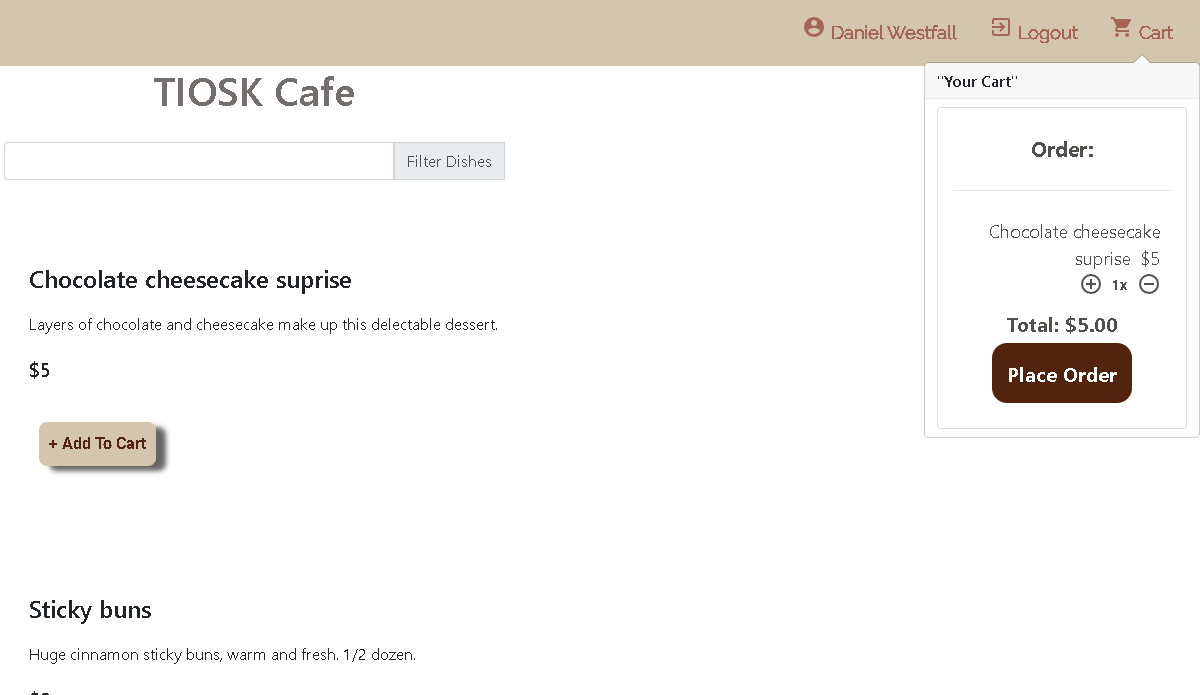 Daniel Westfall Logout Cart
TIOSK Cafe
Filter Dishes
Chocolate cheesecake suprise
Layers of chocolate and cheesecake make up this delectable dessert.
$5
+ Add To Cart
Sticky buns
Huge cinnamon sticky buns, warm and fresh. 1/2 dozen.
"Your Cart"
Order:
Chocolate cheesecake
suprise $5
1x
Total: $5.00
Place Order